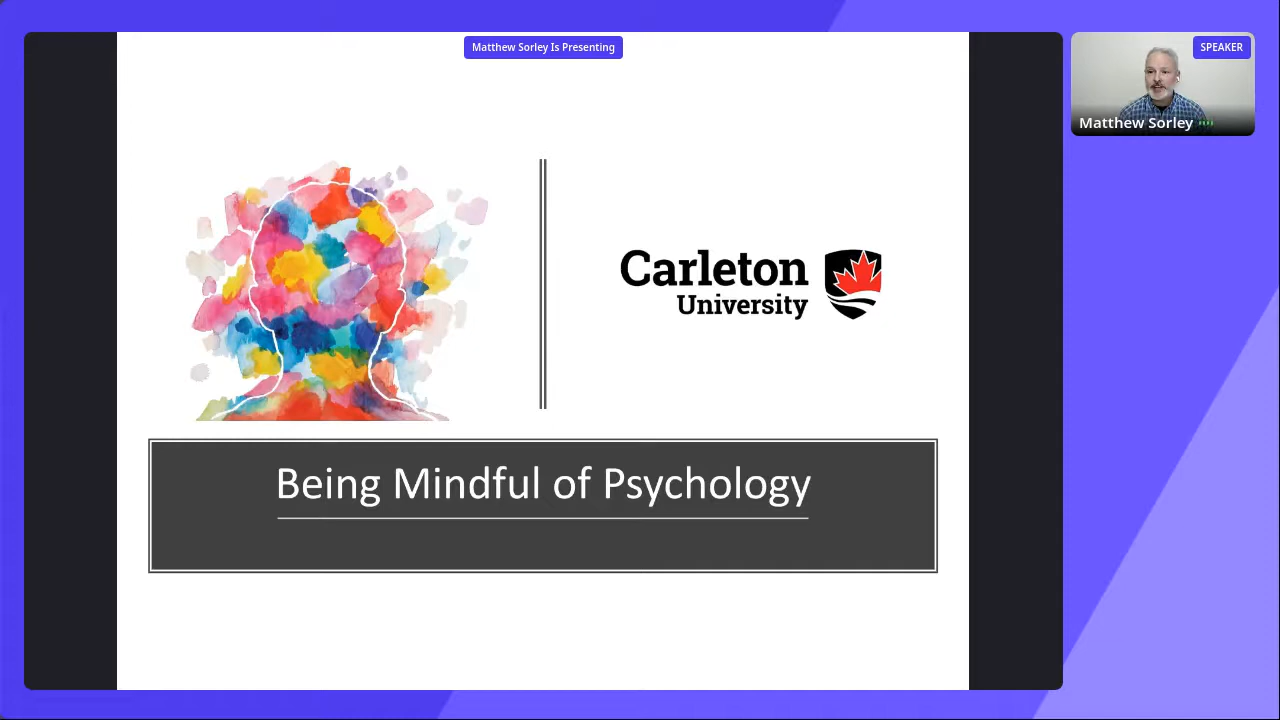 Matthew Sorley Is Presenting
SPEAKER
Matthew Sorley
Carleton
University
Being Mindful of Psychology